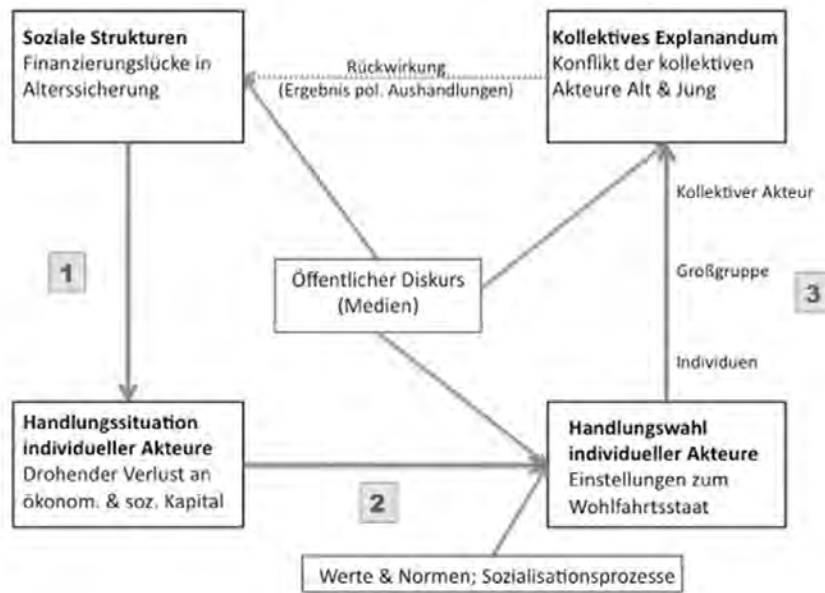 Soziale Strukturen
Finanzierungslücke in
Alterssicherung
Rückwirkung
(Ergebnis pol. Aushandlungen)
Kollektives Explanandum
Konflikt der kollektiven
Akteure Alt & Jung
Kollektiver Akteur
1
Öffentlicher Diskurs
(Medien)
Großgruppe
3
Individuen
Handlungssituation
individueller Akteure
Drohender Verlust an
ökonom. & soz. Kapital
2
Handlungswahl
individueller Akteure
Einstellungen zum
Wohlfahrtsstaat
Werte & Normen; Sozialisationsprozesse